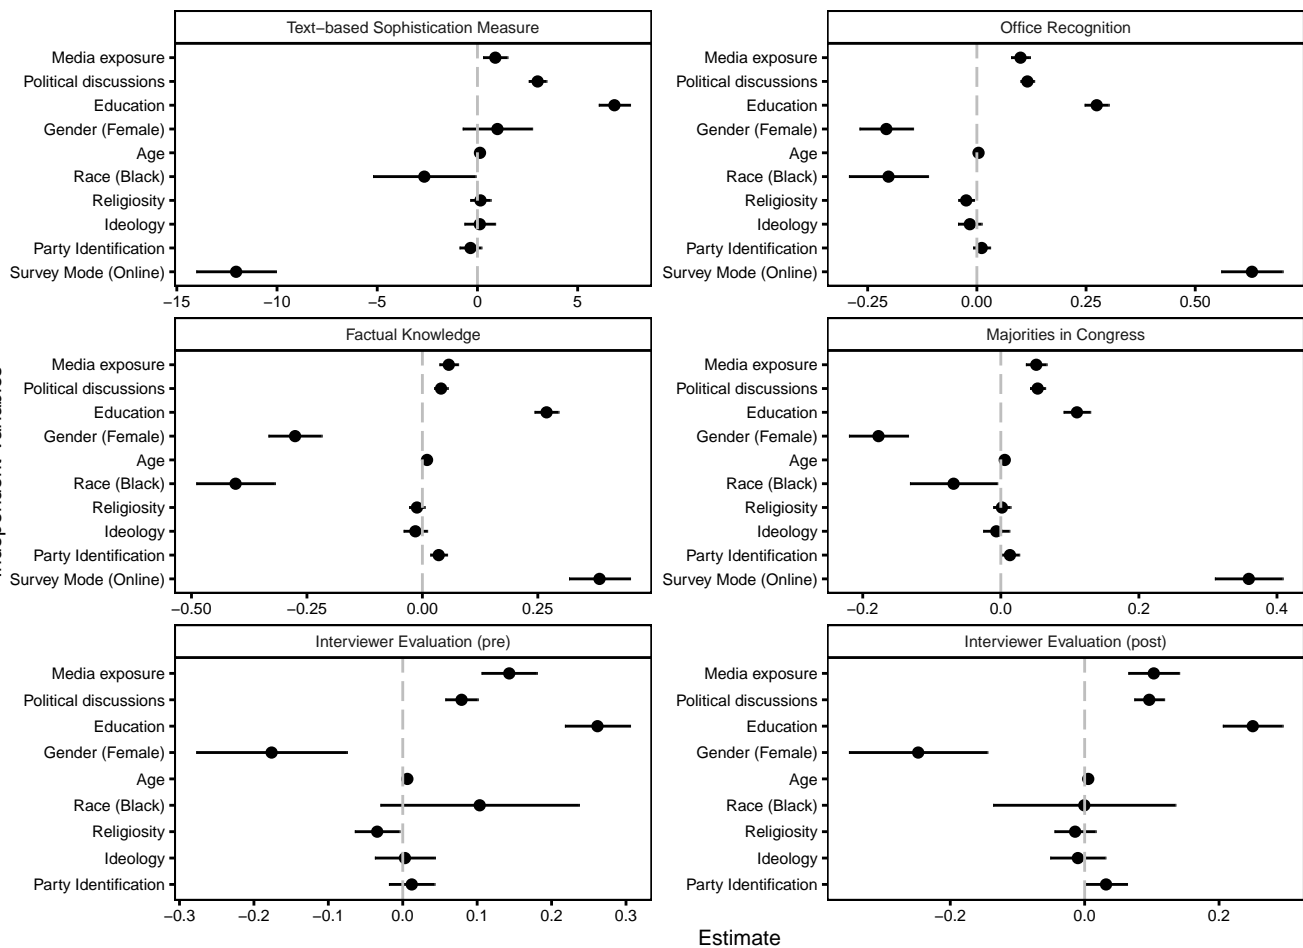 Text−based Sophistication Measure
Media exposure
Political discussions
Education
Gender (Female)
Age
Race (Black)
Religiosity
Ideology
Party Identification
Survey Mode (Online)
−15 −10 −5 0 5
Office Recognition
Media exposure
Political discussions
Education
Gender (Female)
Age
Race (Black)
Religiosity
Ideology
Party Identification
Survey Mode (Online)
−0.25 0.00 0.25 0.50
Factual Knowledge
Media exposure
Political discussions
Education
Gender (Female)
Age
Race (Black)
Religiosity
Ideology
Party Identification
Survey Mode (Online)
−0.50 −0.25 0.00 0.25
Majorities in Congress
Media exposure
Political discussions
Education
Gender (Female)
Age
Race (Black)
Religiosity
Ideology
Party Identification
Survey Mode (Online)
−0.2 0.0 0.2 0.4
Interviewer Evaluation (pre)
Media exposure
Political discussions
Education
Gender (Female)
Age
Race (Black)
Religiosity
Ideology
Party Identification
−0.3 −0.2 −0.1 0.0 0.1 0.2 0.3
Interviewer Evaluation (post)
Media exposure
Political discussions
Education
Gender (Female)
Age
Race (Black)
Religiosity
Ideology
Party Identification
−0.2 0.0 0.2
Estimate